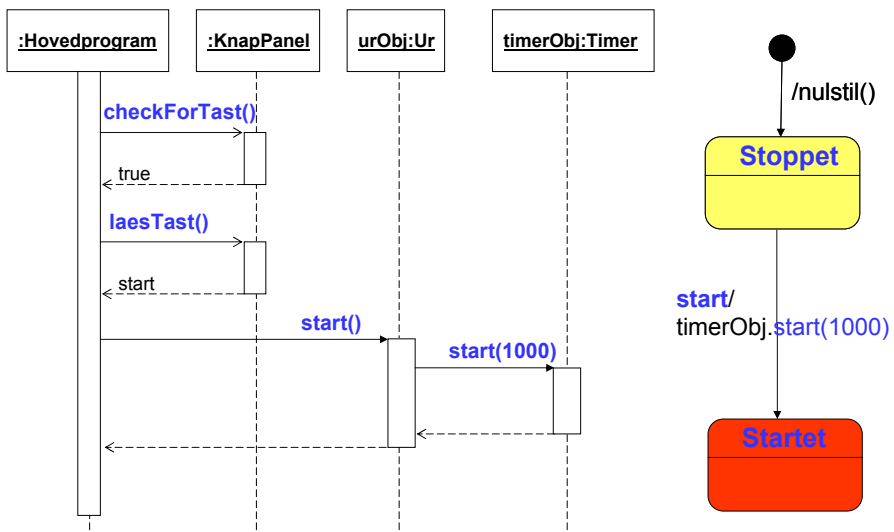 :Hovedprogram
:KnapPanel
urObj:Ur
timerObj:Timer
checkForTast()
true
laesTast()
start
start()
start(1000)
/nulstil()
Stoppet
start/
timerObj.start(1000)
Startet